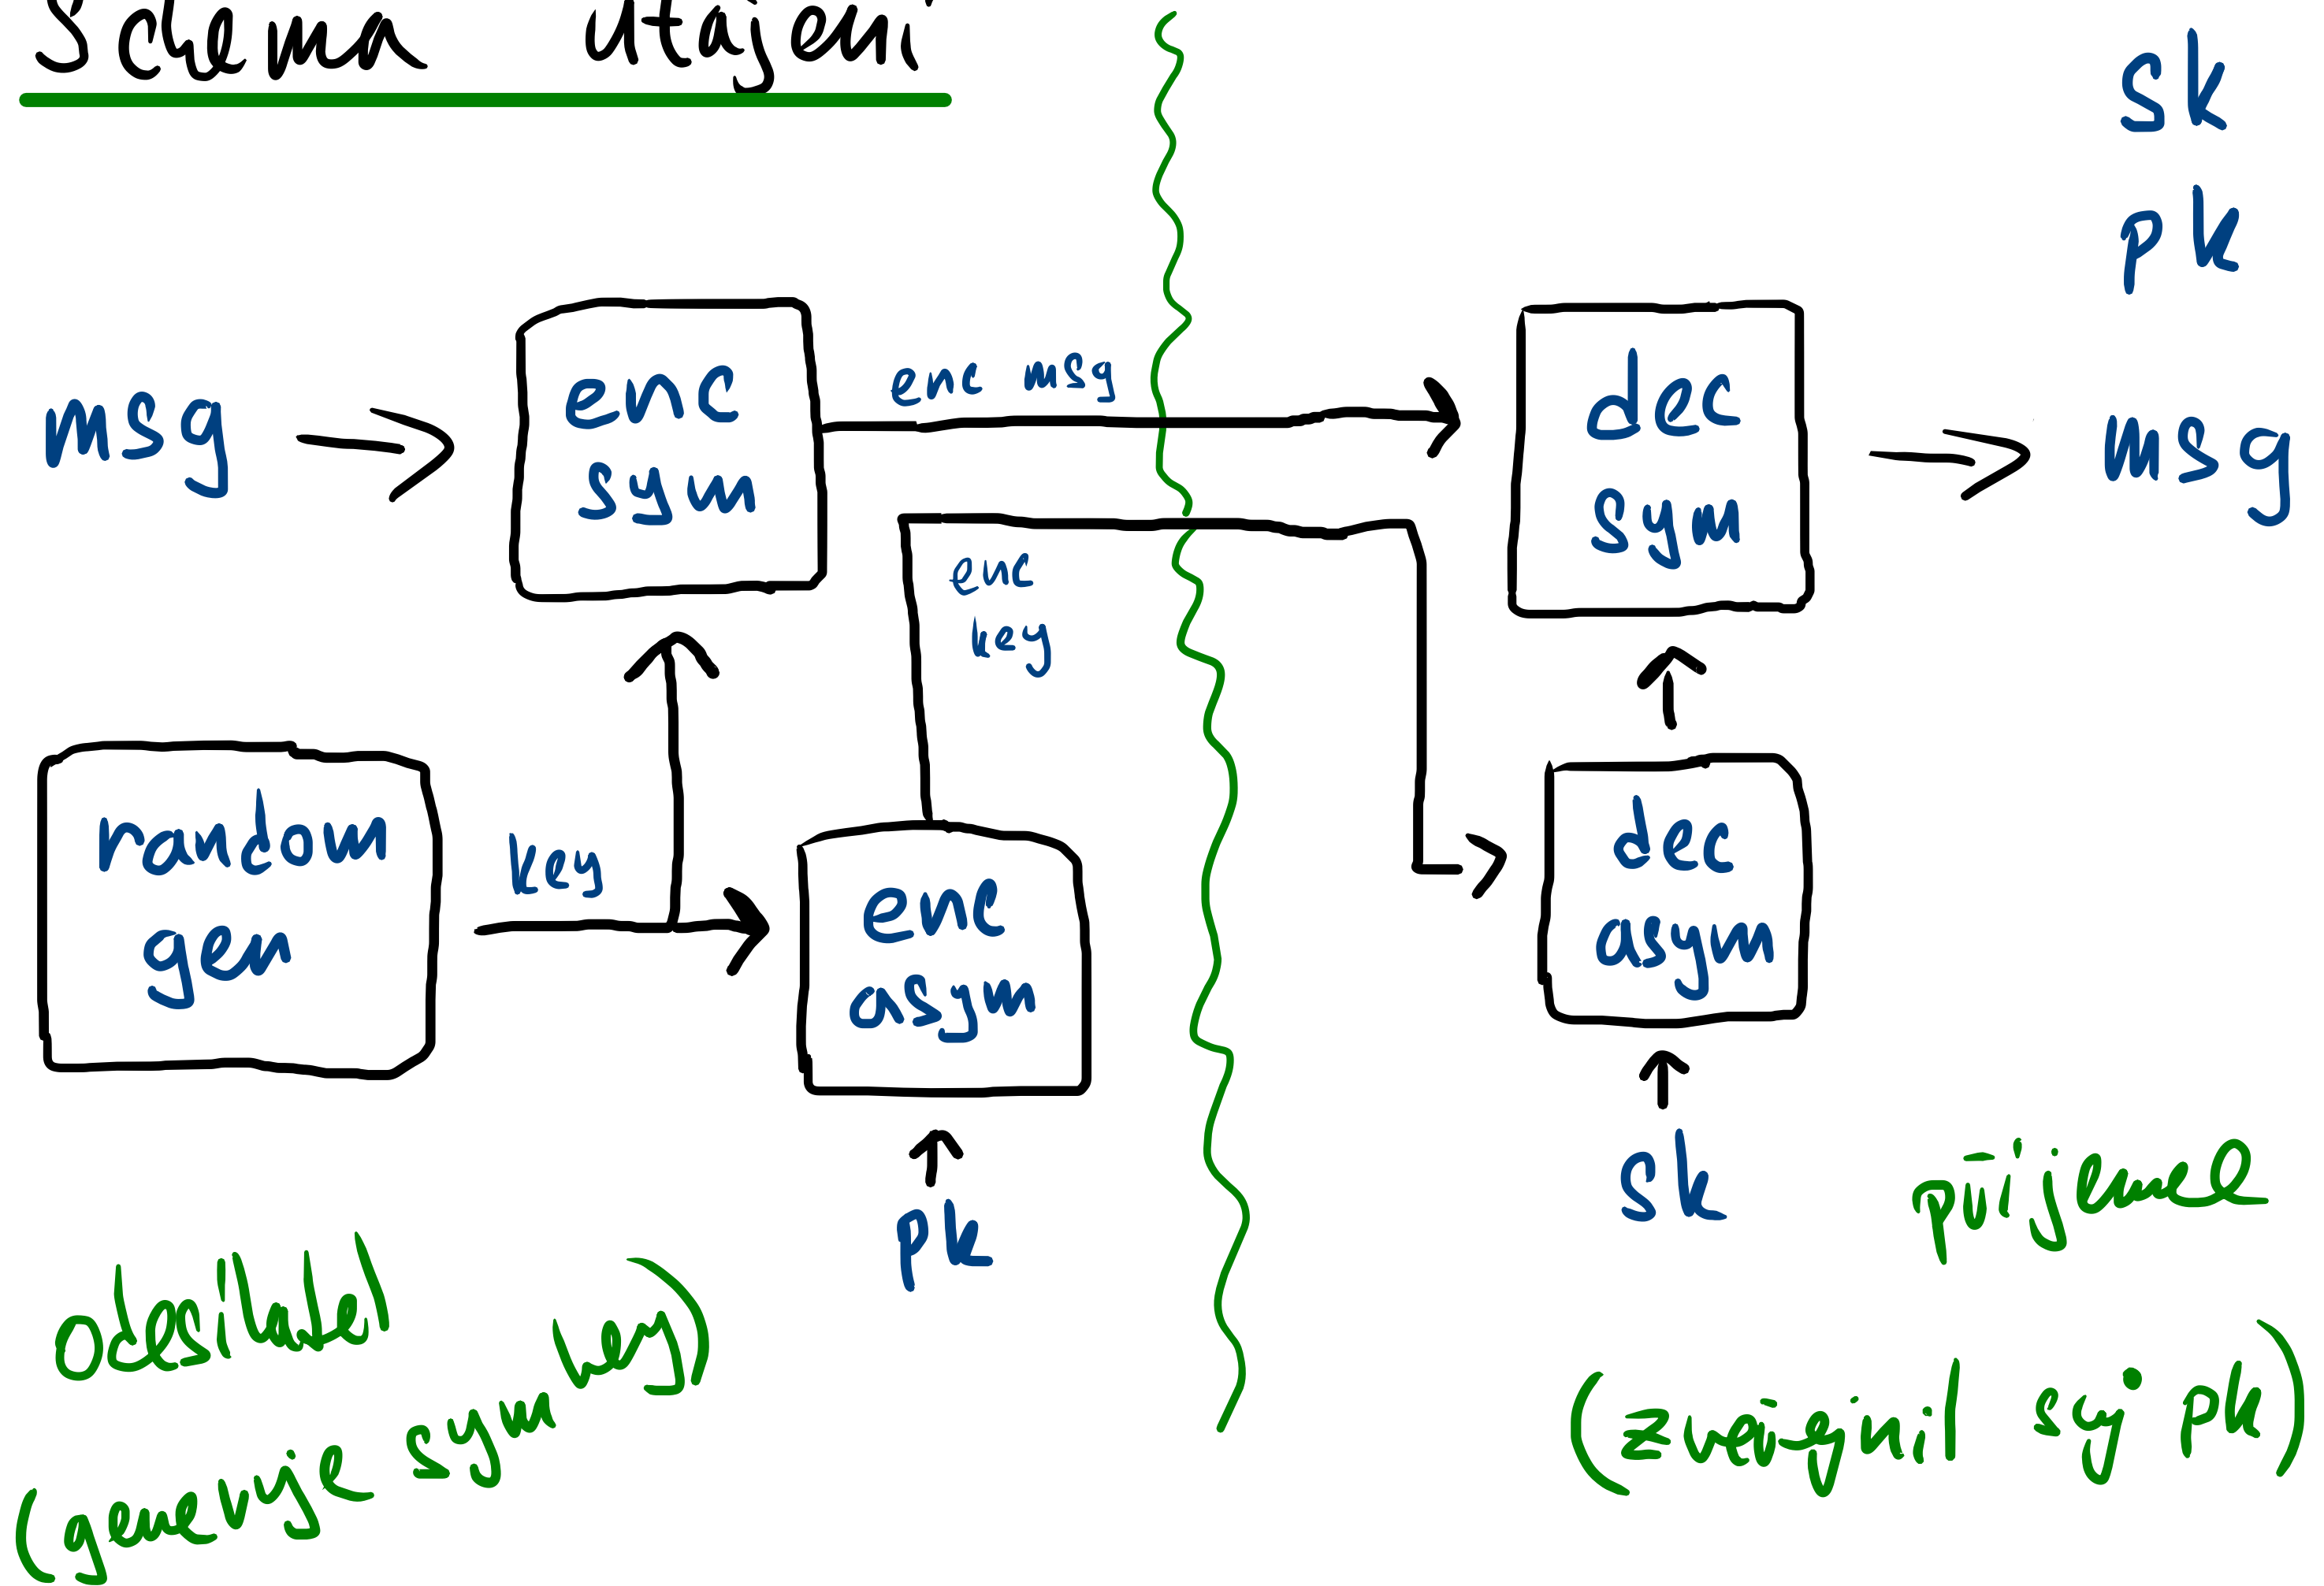 Schema utajení
sk
pk
msg
enc
sym
enc msg
dec
sym
msg
enc
key
random
gen
key
enc
asym
dec
asym
pk
sk
odesílatel
(generuje sym key)
příjemce
(zveřejnil svůj pk)